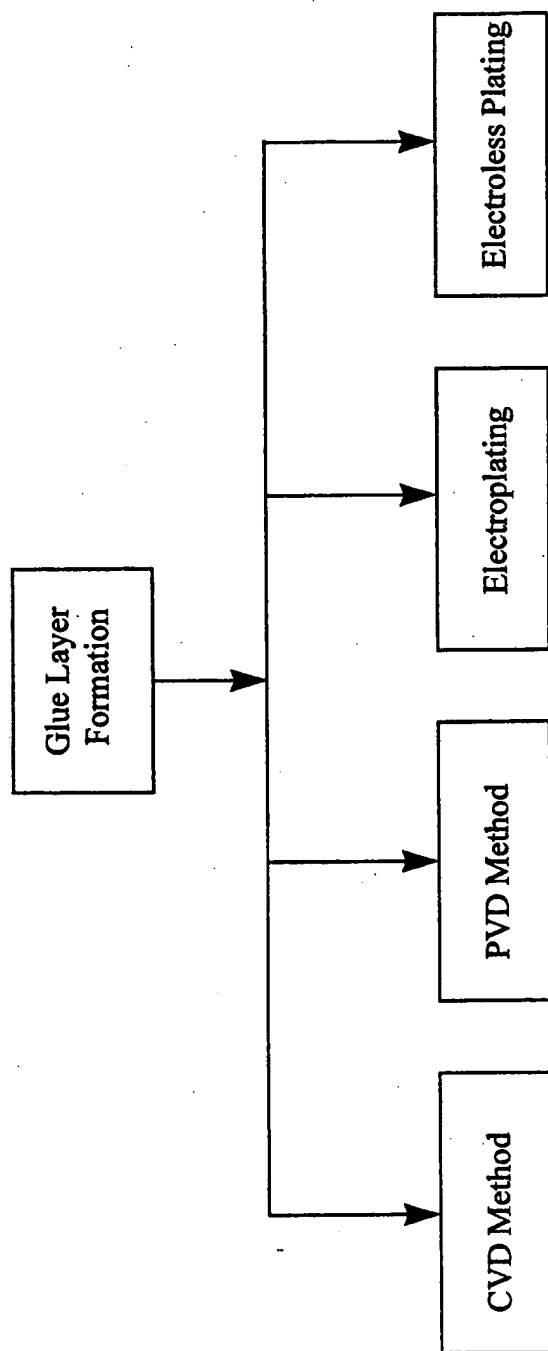 Glue Layer
Formation
CVD Method
PVD Method
Electroplating
Electroless Plating